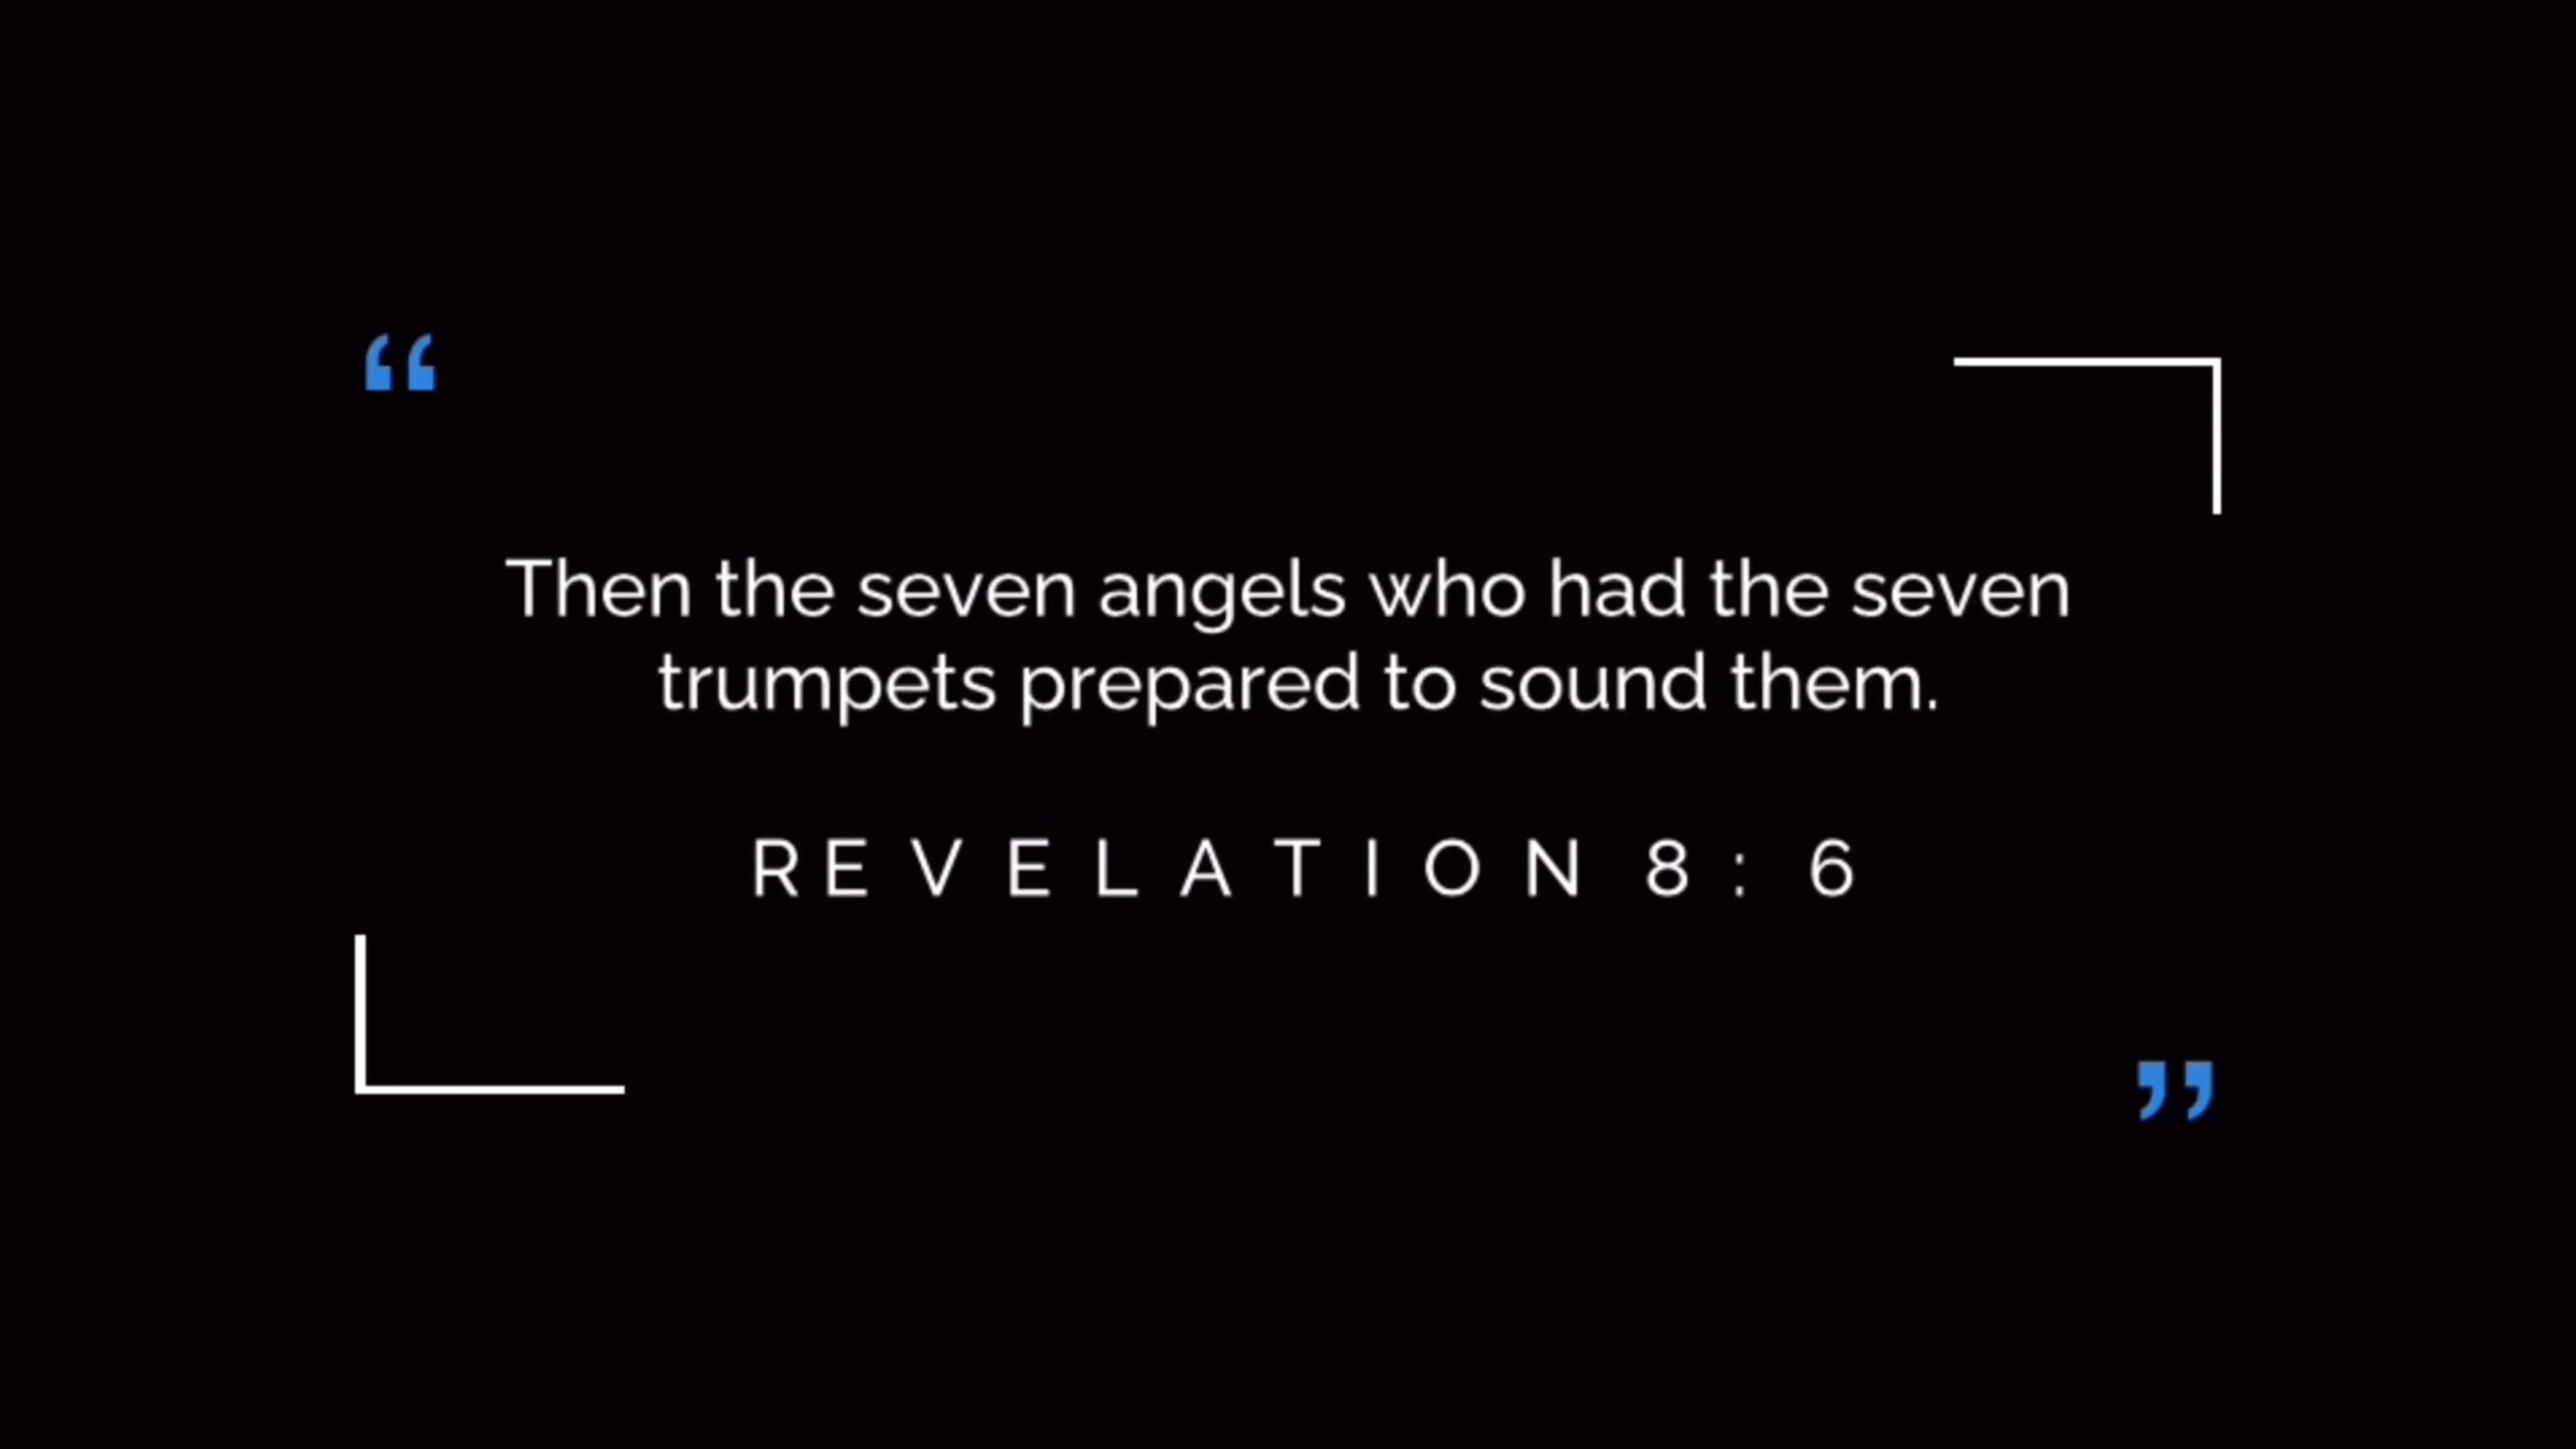 “
Then the seven angels who had the seven
trumpets prepared to sound them.
REVELATION 8: 6
”